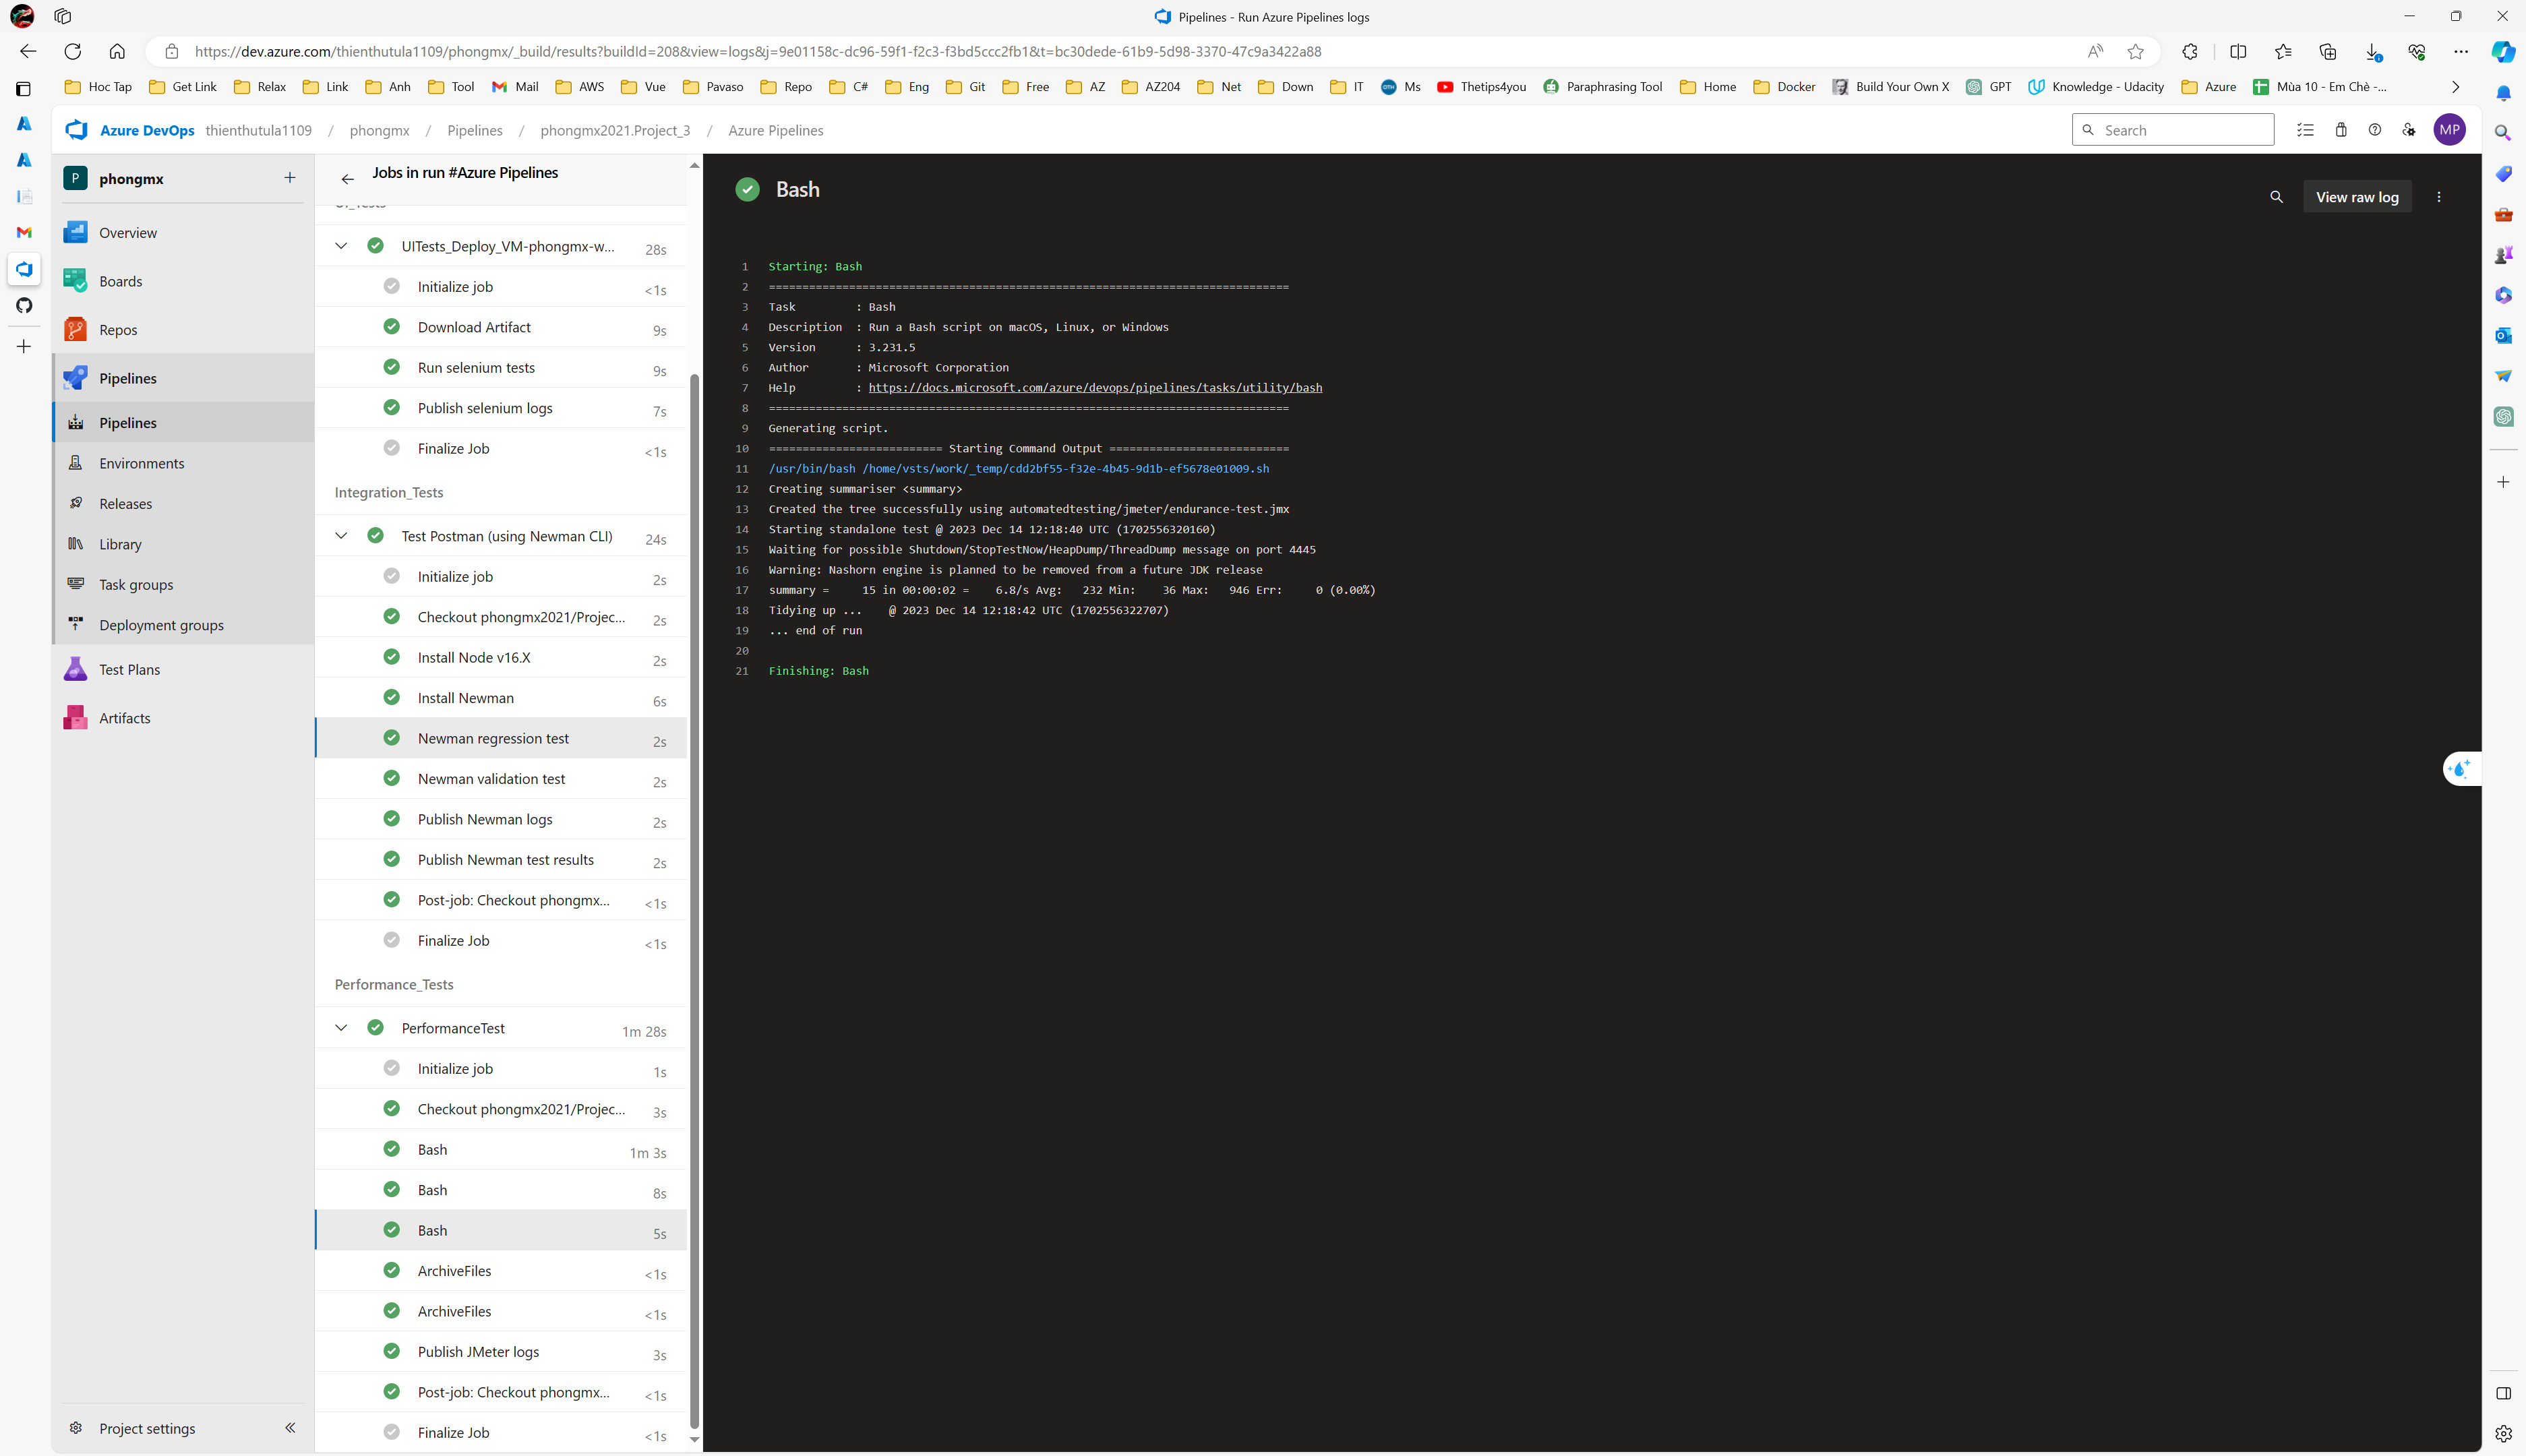 Pipelines - Run Azure Pipelines logs
https://dev.azure.com/thienthutula1109/phongmx/_build/results?buildId=208&view=logs&j=9e01158c-dc96-59f1-f2c3-f3bd5ccc2fb1&t=bc30dede-61b9-5d98-3370-47c9a3422a88
Hoc Tap Get Link Relax Link Anh Tool Mail AWS Vue Pavaso Repo C# Eng Git Free AZ AZ204 Net Down IT Ms Thetips4you Paraphrasing Tool Home Docker Build Your Own X GPT Knowledge - Udacity Azure Mùa 10 - Em Chè -...
Azure DevOps thienthutula1109 / phongmx / Pipelines / phongmx2021.Project_3 / Azure Pipelines
Search
MP
P phongmx
Overview
Boards
Repos
Pipelines
Pipelines
Environments
Releases
Library
Task groups
Deployment groups
Test Plans
Artifacts
Project settings
Jobs in run #Azure Pipelines
UI_Tests
UITests_Deploy_VM-phongmx-w... 28s
Initialize job <1s
Download Artifact 9s
Run selenium tests 9s
Publish selenium logs 7s
Finalize Job <1s
Integration_Tests
Test Postman (using Newman CLI) 24s
Initialize job 2s
Checkout phongmx2021/Projec... 2s
Install Node v16.X 2s
Install Newman 6s
Newman regression test 2s
Newman validation test 2s
Publish Newman logs 2s
Publish Newman test results 2s
Post-job: Checkout phongmx... <1s
Finalize Job <1s
Performance_Tests
PerformanceTest 1m 28s
Initialize job 1s
Checkout phongmx2021/Projec... 3s
Bash 1m 3s
Bash 8s
Bash 5s
ArchiveFiles <1s
ArchiveFiles <1s
Publish JMeter logs 3s
Post-job: Checkout phongmx... <1s
Finalize Job <1s
Bash
View raw log
1 Starting: Bash
2 ==============================================================================
3 Task : Bash
4 Description : Run a Bash script on macOS, Linux, or Windows
5 Version : 3.231.5
6 Author : Microsoft Corporation
7 Help : https://docs.microsoft.com/azure/devops/pipelines/tasks/utility/bash
8 ==============================================================================
9 Generating script.
10 ========================== Starting Command Output ===========================
11 /usr/bin/bash /home/vsts/work/_temp/cdd2bf55-f32e-4b45-9d1b-ef5678e01009.sh
12 Creating summariser <summary>
13 Created the tree successfully using automatedtesting/jmeter/endurance-test.jmx
14 Starting standalone test @ 2023 Dec 14 12:18:40 UTC (1702556320160)
15 Waiting for possible Shutdown/StopTestNow/HeapDump/ThreadDump message on port 4445
16 Warning: Nashorn engine is planned to be removed from a future JDK release
17 summary = 15 in 00:00:02 = 6.8/s Avg: 232 Min: 36 Max: 946 Err: 0 (0.00%)
18 Tidying up ... @ 2023 Dec 14 12:18:42 UTC (1702556322707)
19 ... end of run
20
21 Finishing: Bash